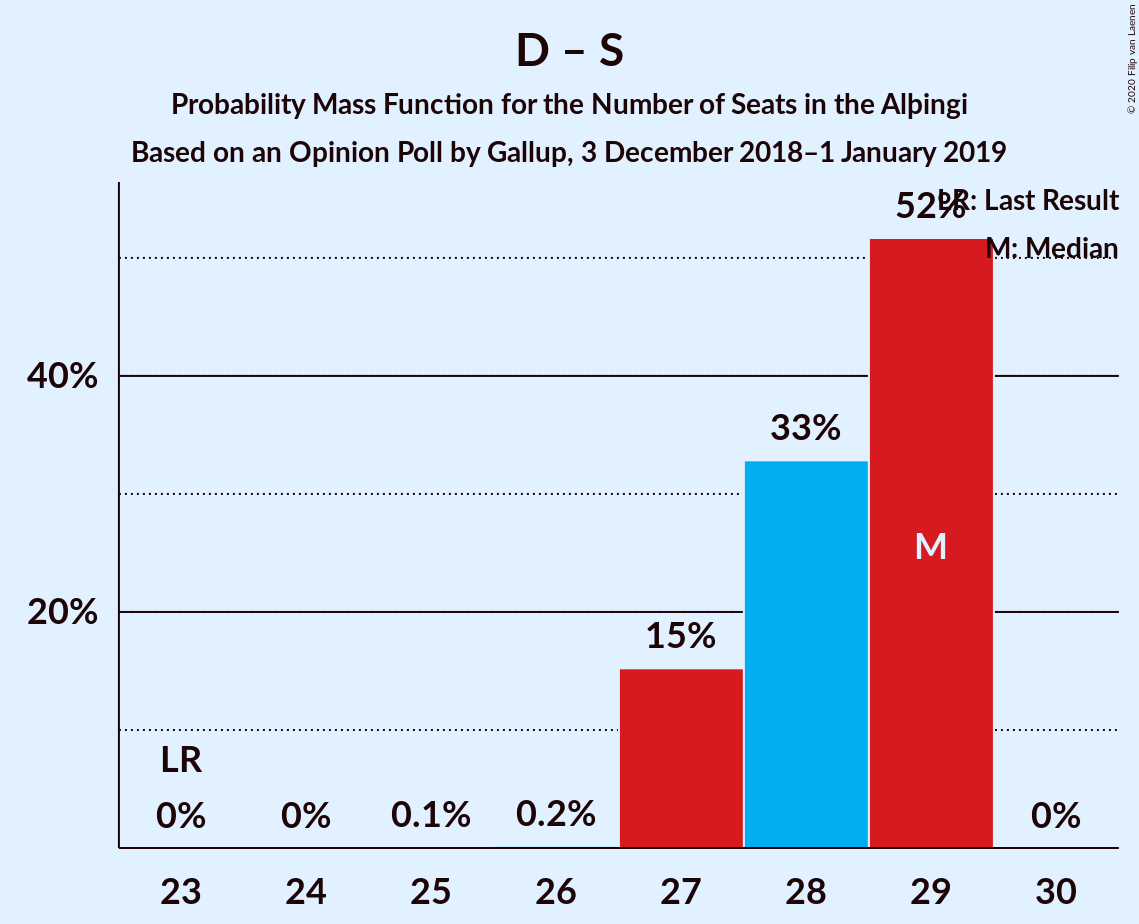 D – S
Probability Mass Function for the Number of Seats in the Alþingi
Based on an Opinion Poll by Gallup, 3 December 2018–1 January 2019
© 2020 Filip van Laenen
LR: Last Result
M: Median
52%
40%
33%
M
20%
15%
LR
0% 0% 0.1% 0.2% 0%
23 24 25 26 27 28 29 30